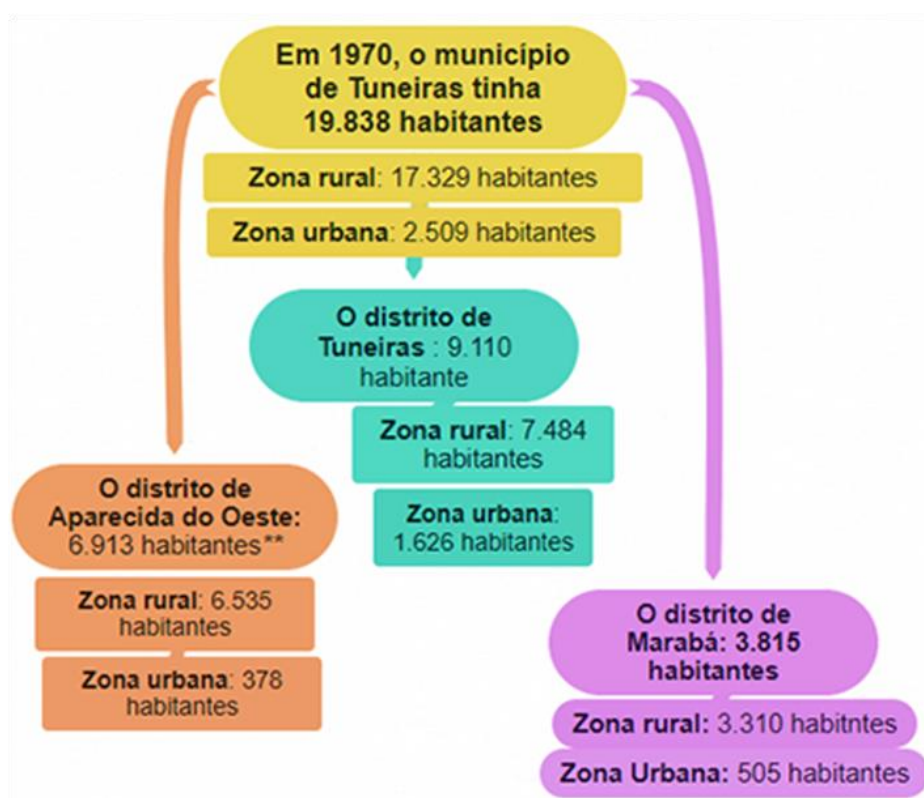 Em 1970, o município
de Tuneiras tinha
19.838 habitantes
Zona rural: 17.329 habitantes
Zona urbana: 2.509 habitantes
O distrito de
Tuneiras : 9.110
habitante
Zona rural: 7.484
habitantes
Zona urbana:
1.626 habitantes
O distrito de
Aparecida do Oeste:
6.913 habitantes**
Zona rural: 6.535
habitantes
Zona urbana: 378
habitantes
O distrito de
Marabá: 3.815
habitantes
Zona rural: 3.310 habitntes
Zona Urbana: 505 habitantes